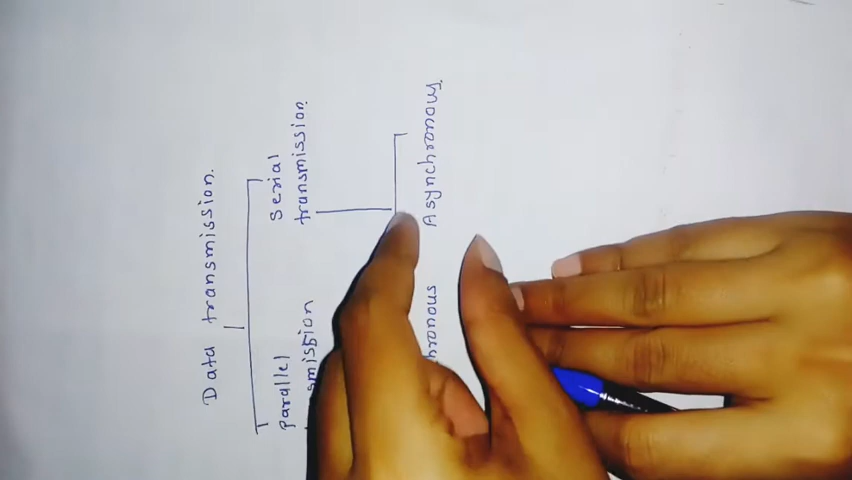 Data transmission.
Parallel
Serial
transmission.
Asynchronous.